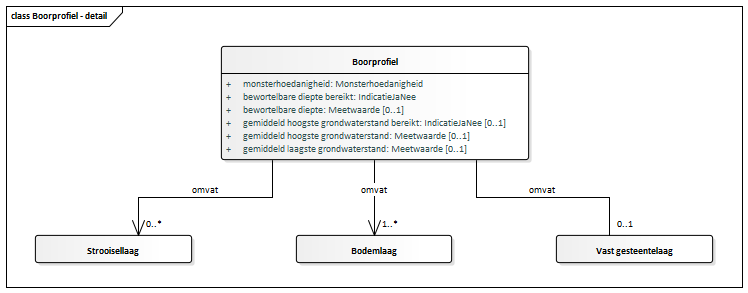 class Boorprofiel - detail
Boorprofiel
+ monsterhoedanigheid: Monsterhoedanigheid
+ bewortelbare diepte bereikt: IndicatieJaNee
+ bewortelbare diepte: Meetwaarde [0..1]
+ gemiddeld hoogste grondwaterstand bereikt: IndicatieJaNee [0..1]
+ gemiddeld hoogste grondwaterstand: Meetwaarde [0..1]
+ gemiddeld laagste grondwaterstand: Meetwaarde [0..1]
omvat omvat omvat
0..* 1..* 0..1
Strooisellaag Bodemlaag Vast gesteentelaag